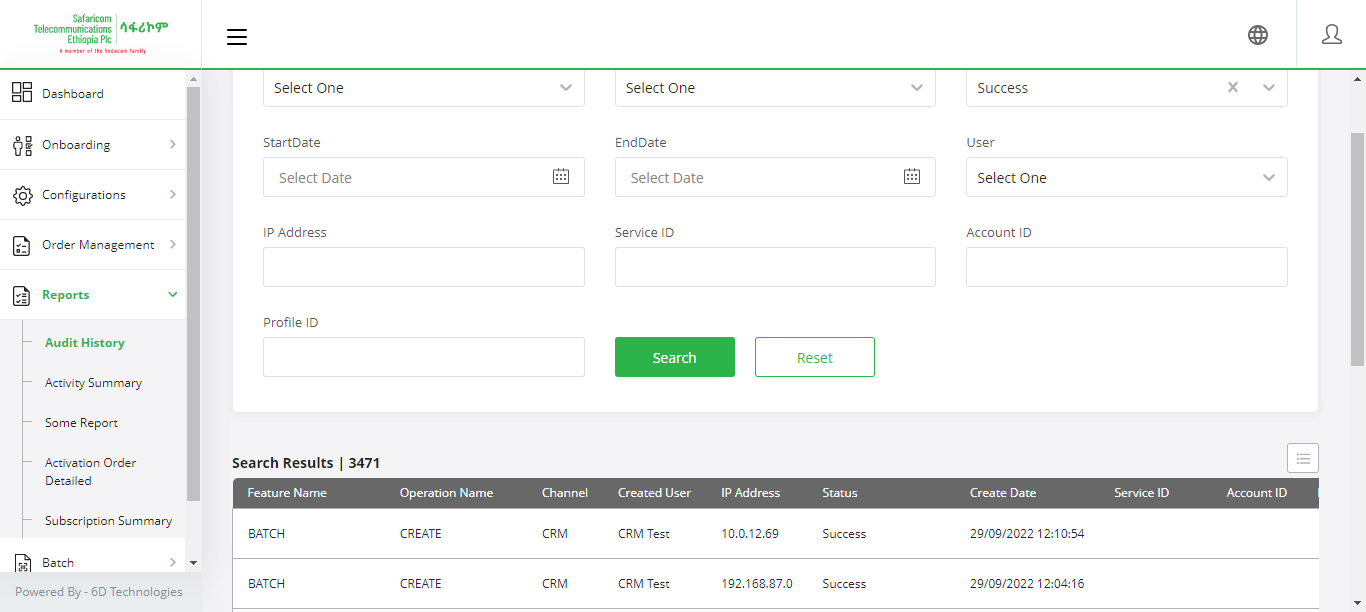 Safaricom
Telecommunications
Ethiopia Plc
ሳፋሪኮም
A member of the Vodacom family
Dashboard
Onboarding
Configurations
Order Management
Reports
Audit History
Activity Summary
Some Report
Activation Order
Detailed
Subscription Summary
Batch
Powered By - 6D Technologies
Select One
Select One
Success
StartDate
EndDate
User
Select Date
Select Date
Select One
IP Address
Service ID
Account ID
Profile ID
Search
Reset
Search Results | 3471
Feature Name Operation Name Channel Created User IP Address Status Create Date Service ID Account ID
BATCH CREATE CRM CRM Test 10.0.12.69 Success 29/09/2022 12:10:54
BATCH CREATE CRM CRM Test 192.168.87.0 Success 29/09/2022 12:04:16